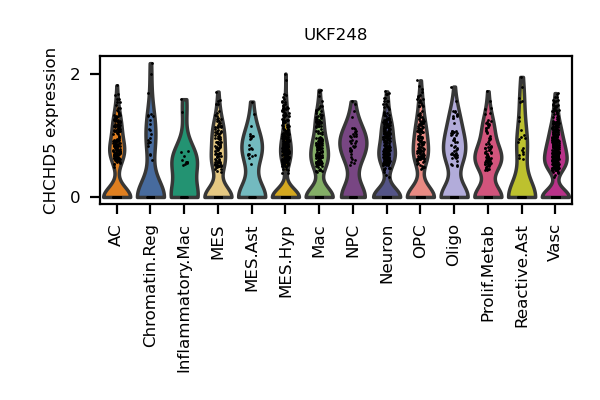 UKF248
CHCHD5 expression
2
0
AC
Chromatin.Reg
Inflammatory.Mac
MES
MES.Ast
MES.Hyp
Mac
NPC
Neuron
OPC
Oligo
Prolif.Metab
Reactive.Ast
Vasc